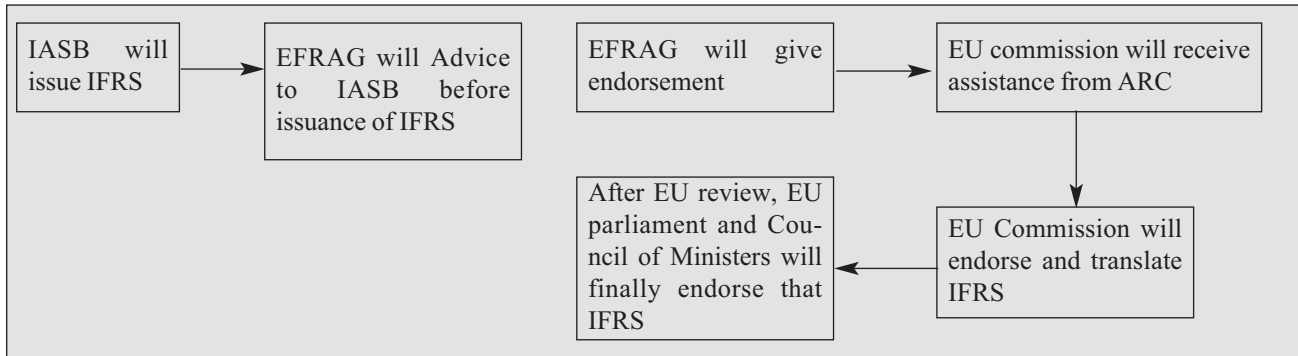 IASB will
issue IFRS
EFRAG will Advice
to IASB before
issuance of IFRS
EFRAG will give
endorsement
EU commission will receive
assistance from ARC
EU Commission will
endorse and translate
IFRS
After EU review, EU
parliament and Cou-
ncil of Ministers will
finally endorse that
IFRS